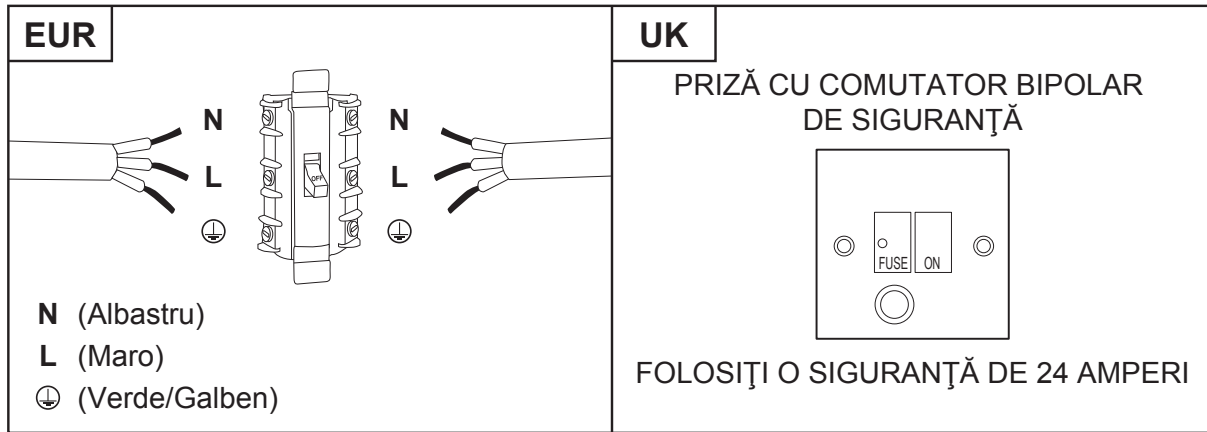 EUR
N N
OFF
L L
N (Albastru)
L (Maro)
(Verde/Galben)
UK
PRIZĂ CU COMUTATOR BIPOLAR
DE SIGURANŢĂ
FUSE ON
FOLOSIŢI O SIGURANŢĂ DE 24 AMPERI